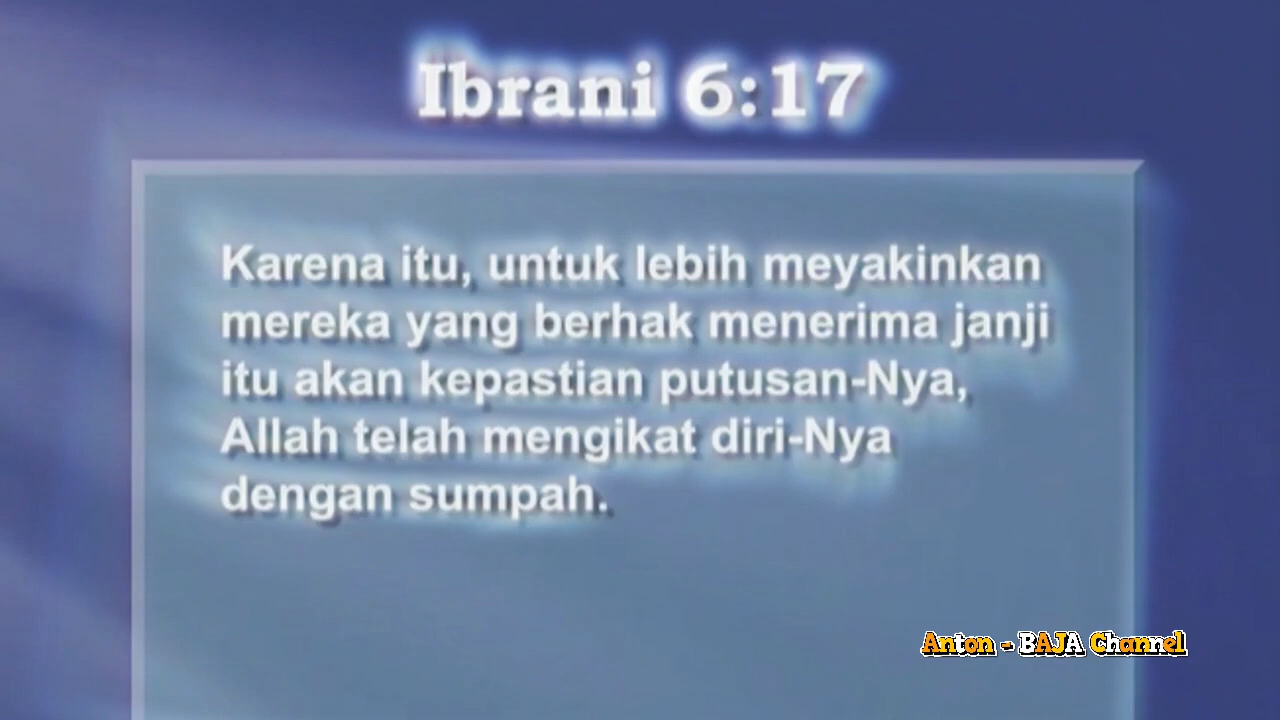 Ibrani 6:17
Karena itu, untuk lebih meyakinkan
mereka yang berhak menerima janji
itu akan kepastian putusan-Nya,
Allah telah mengikat diri-Nya
dengan sumpah.
Anton - BAJA Channel